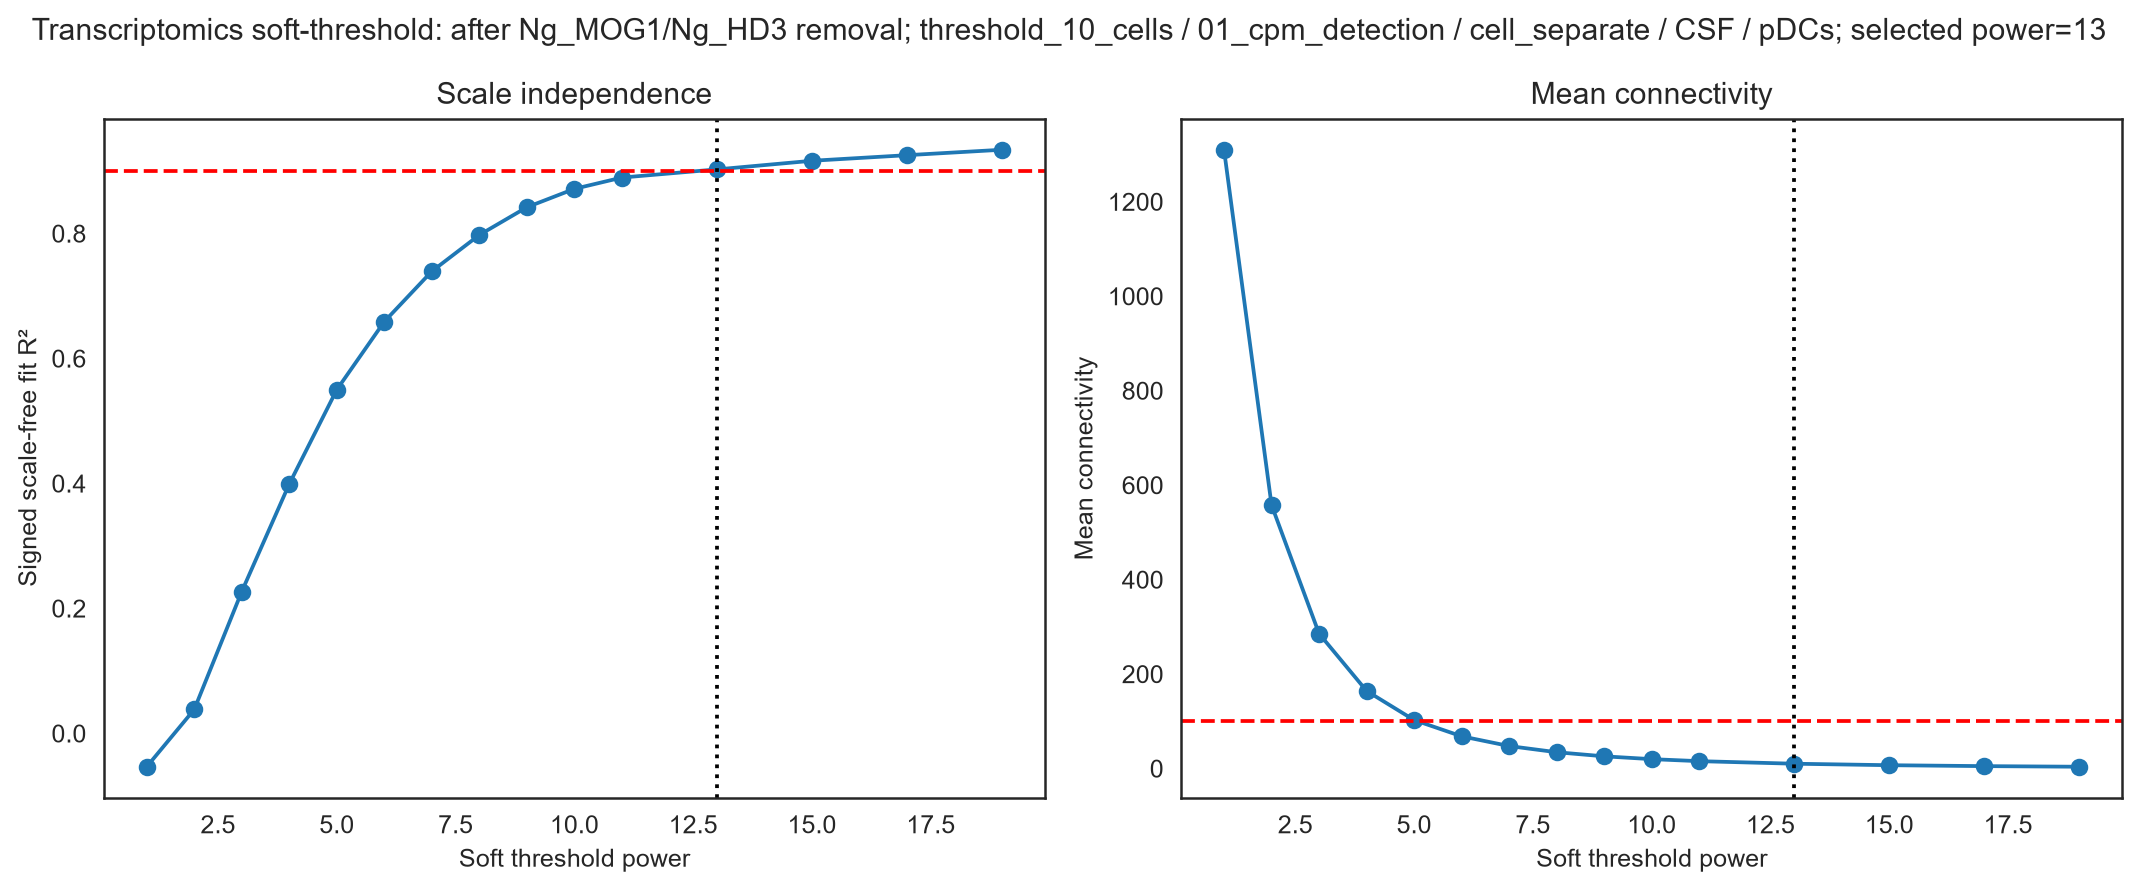 Transcriptomics soft-threshold: after Ng_MOG1/Ng_HD3 removal; threshold_10_cells / 01_cpm_detection / cell_separate / CSF / pDCs; selected power=13
Scale independence
Signed scale-free fit R²
0.8
0.6
0.4
0.2
0.0
2.5 5.0 7.5 10.0 12.5 15.0 17.5
Soft threshold power
Mean connectivity
Mean connectivity
1200
1000
800
600
400
200
0
2.5 5.0 7.5 10.0 12.5 15.0 17.5
Soft threshold power